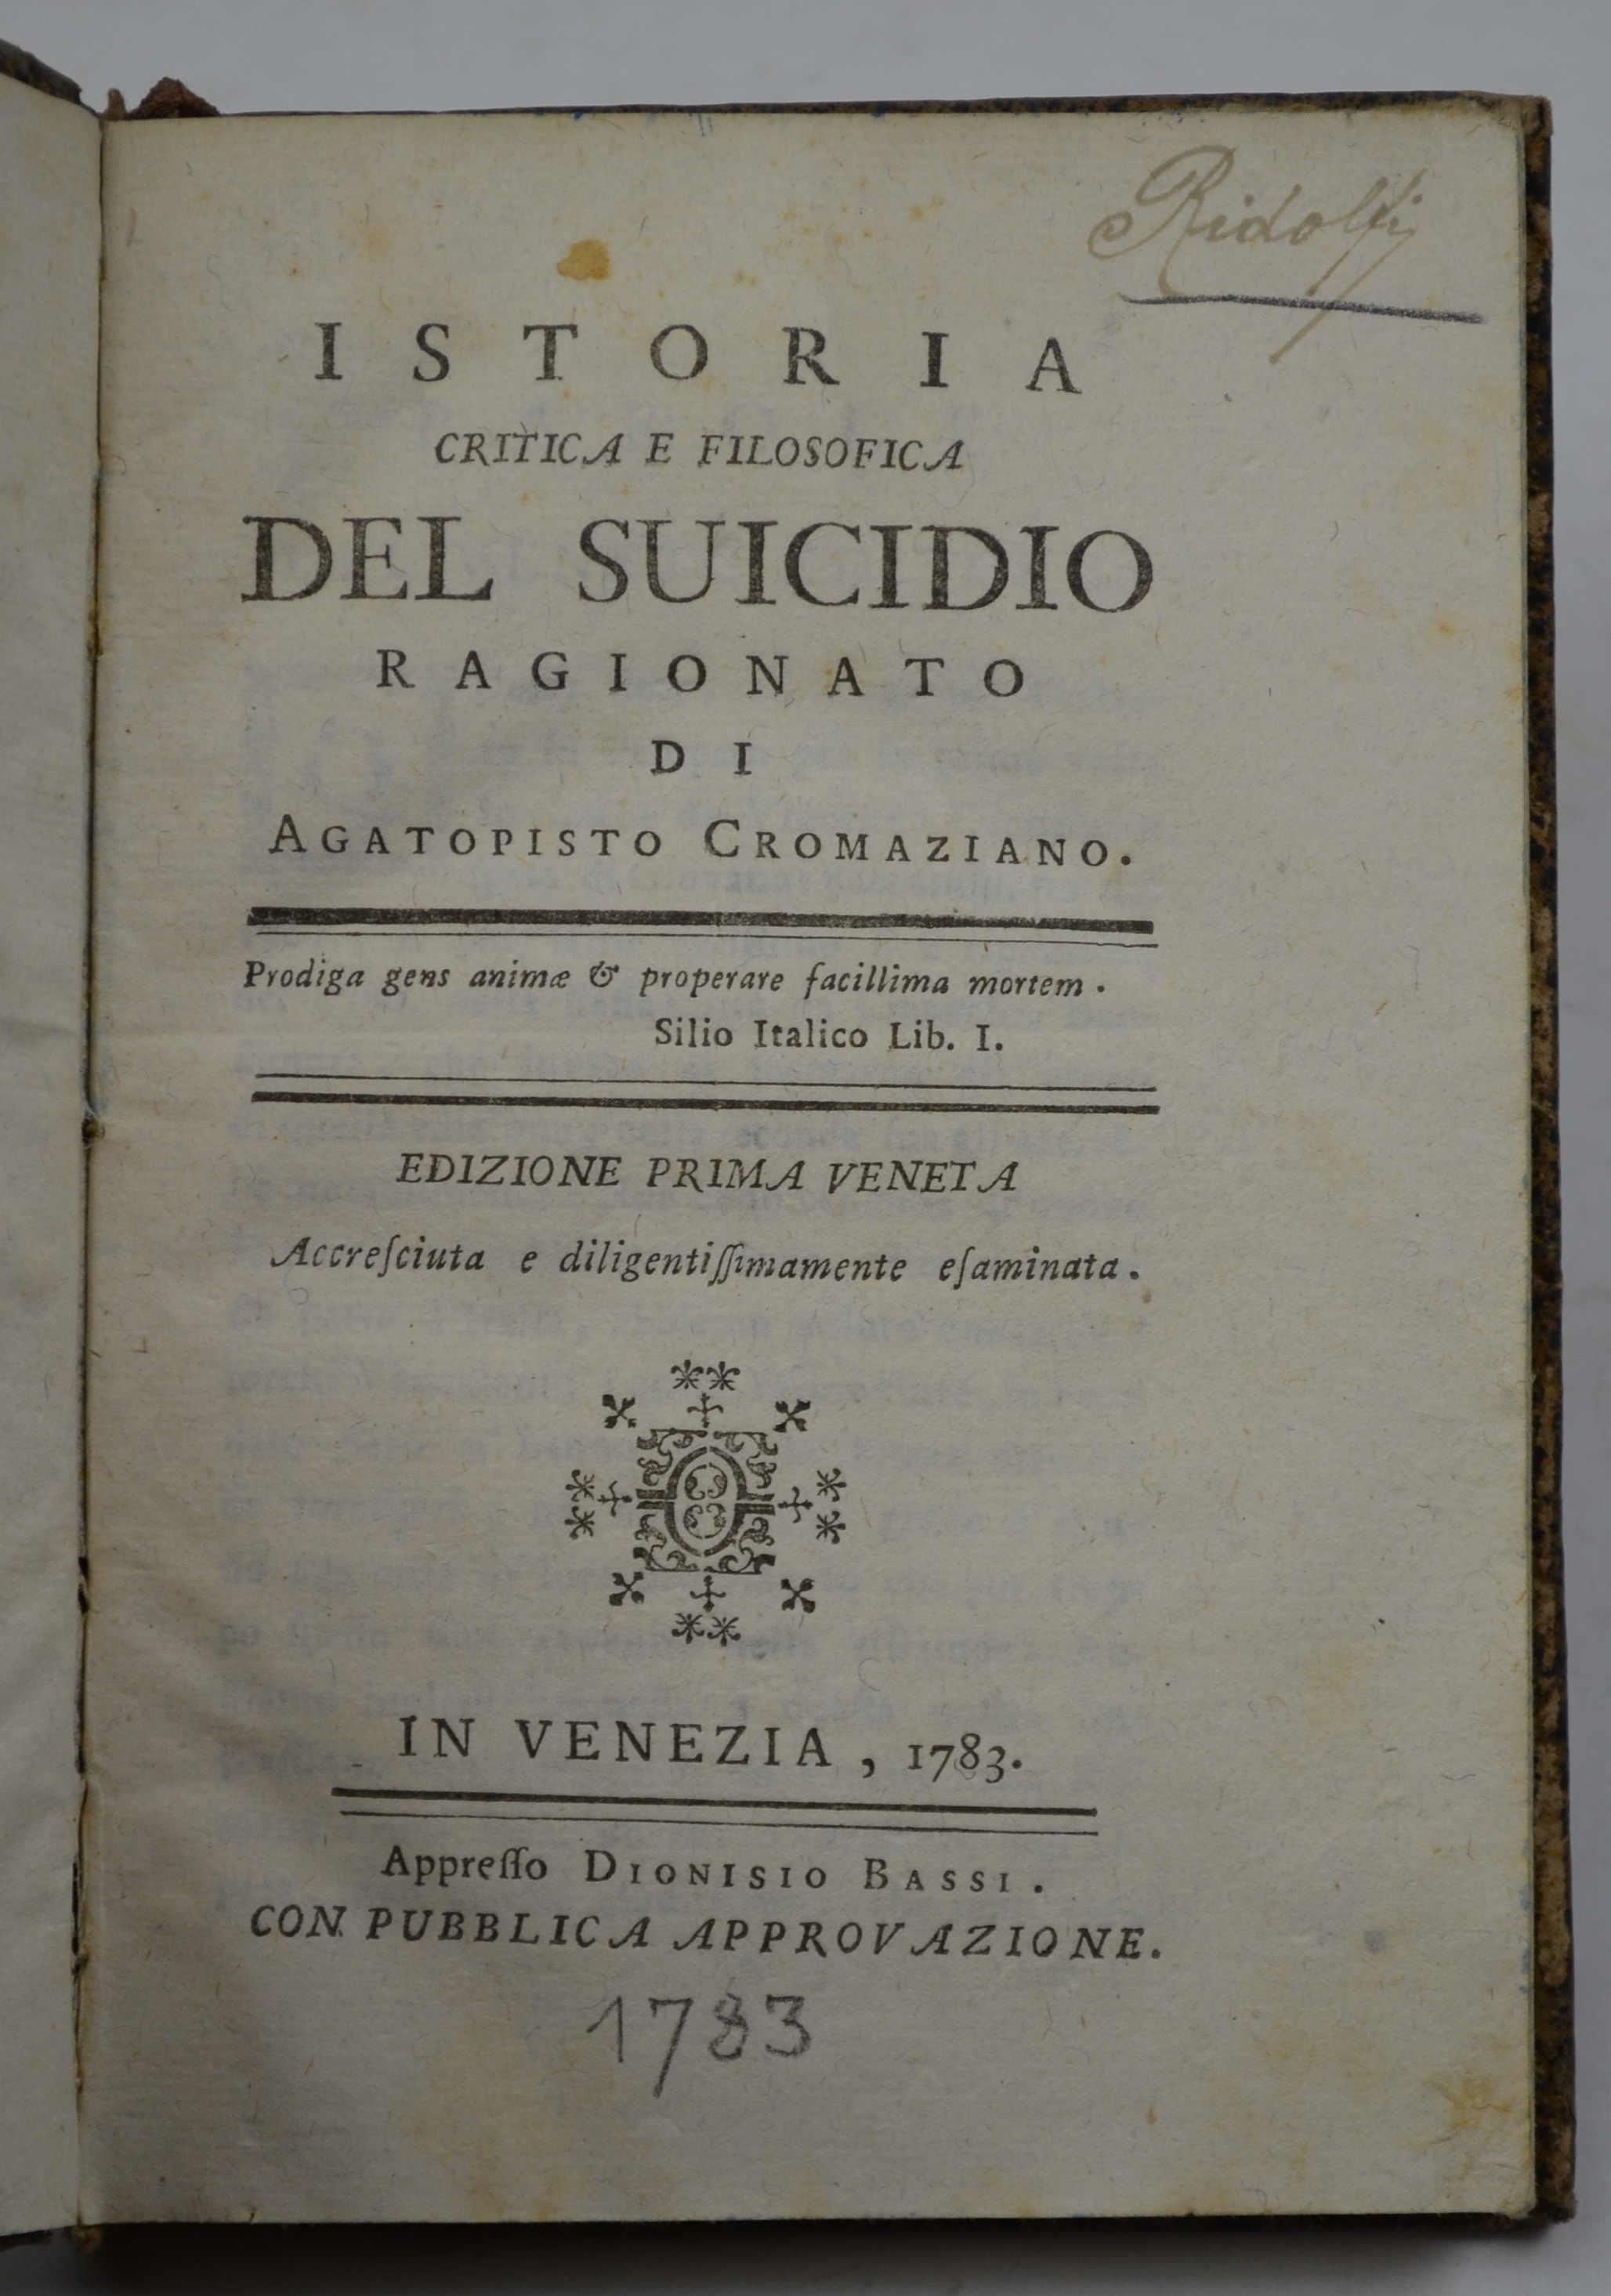 Ridolfi
ISTORIA
CRITICA E FILOSOFICA
DEL SUICIDIO
RAGIONATO
DI
AGATOPISTO CROMAZIANO.
Prodiga gens animæ & properare facillima mortem.
Silio Italico Lib. I.
EDIZIONE PRIMA VENETA
Accreſciuta e diligentiſſimamente eſaminata.
IN VENEZIA, 1783.
Appreſſo DIONISIO BASSI.
CON PUBBLICA APPROVAZIONE.
1783